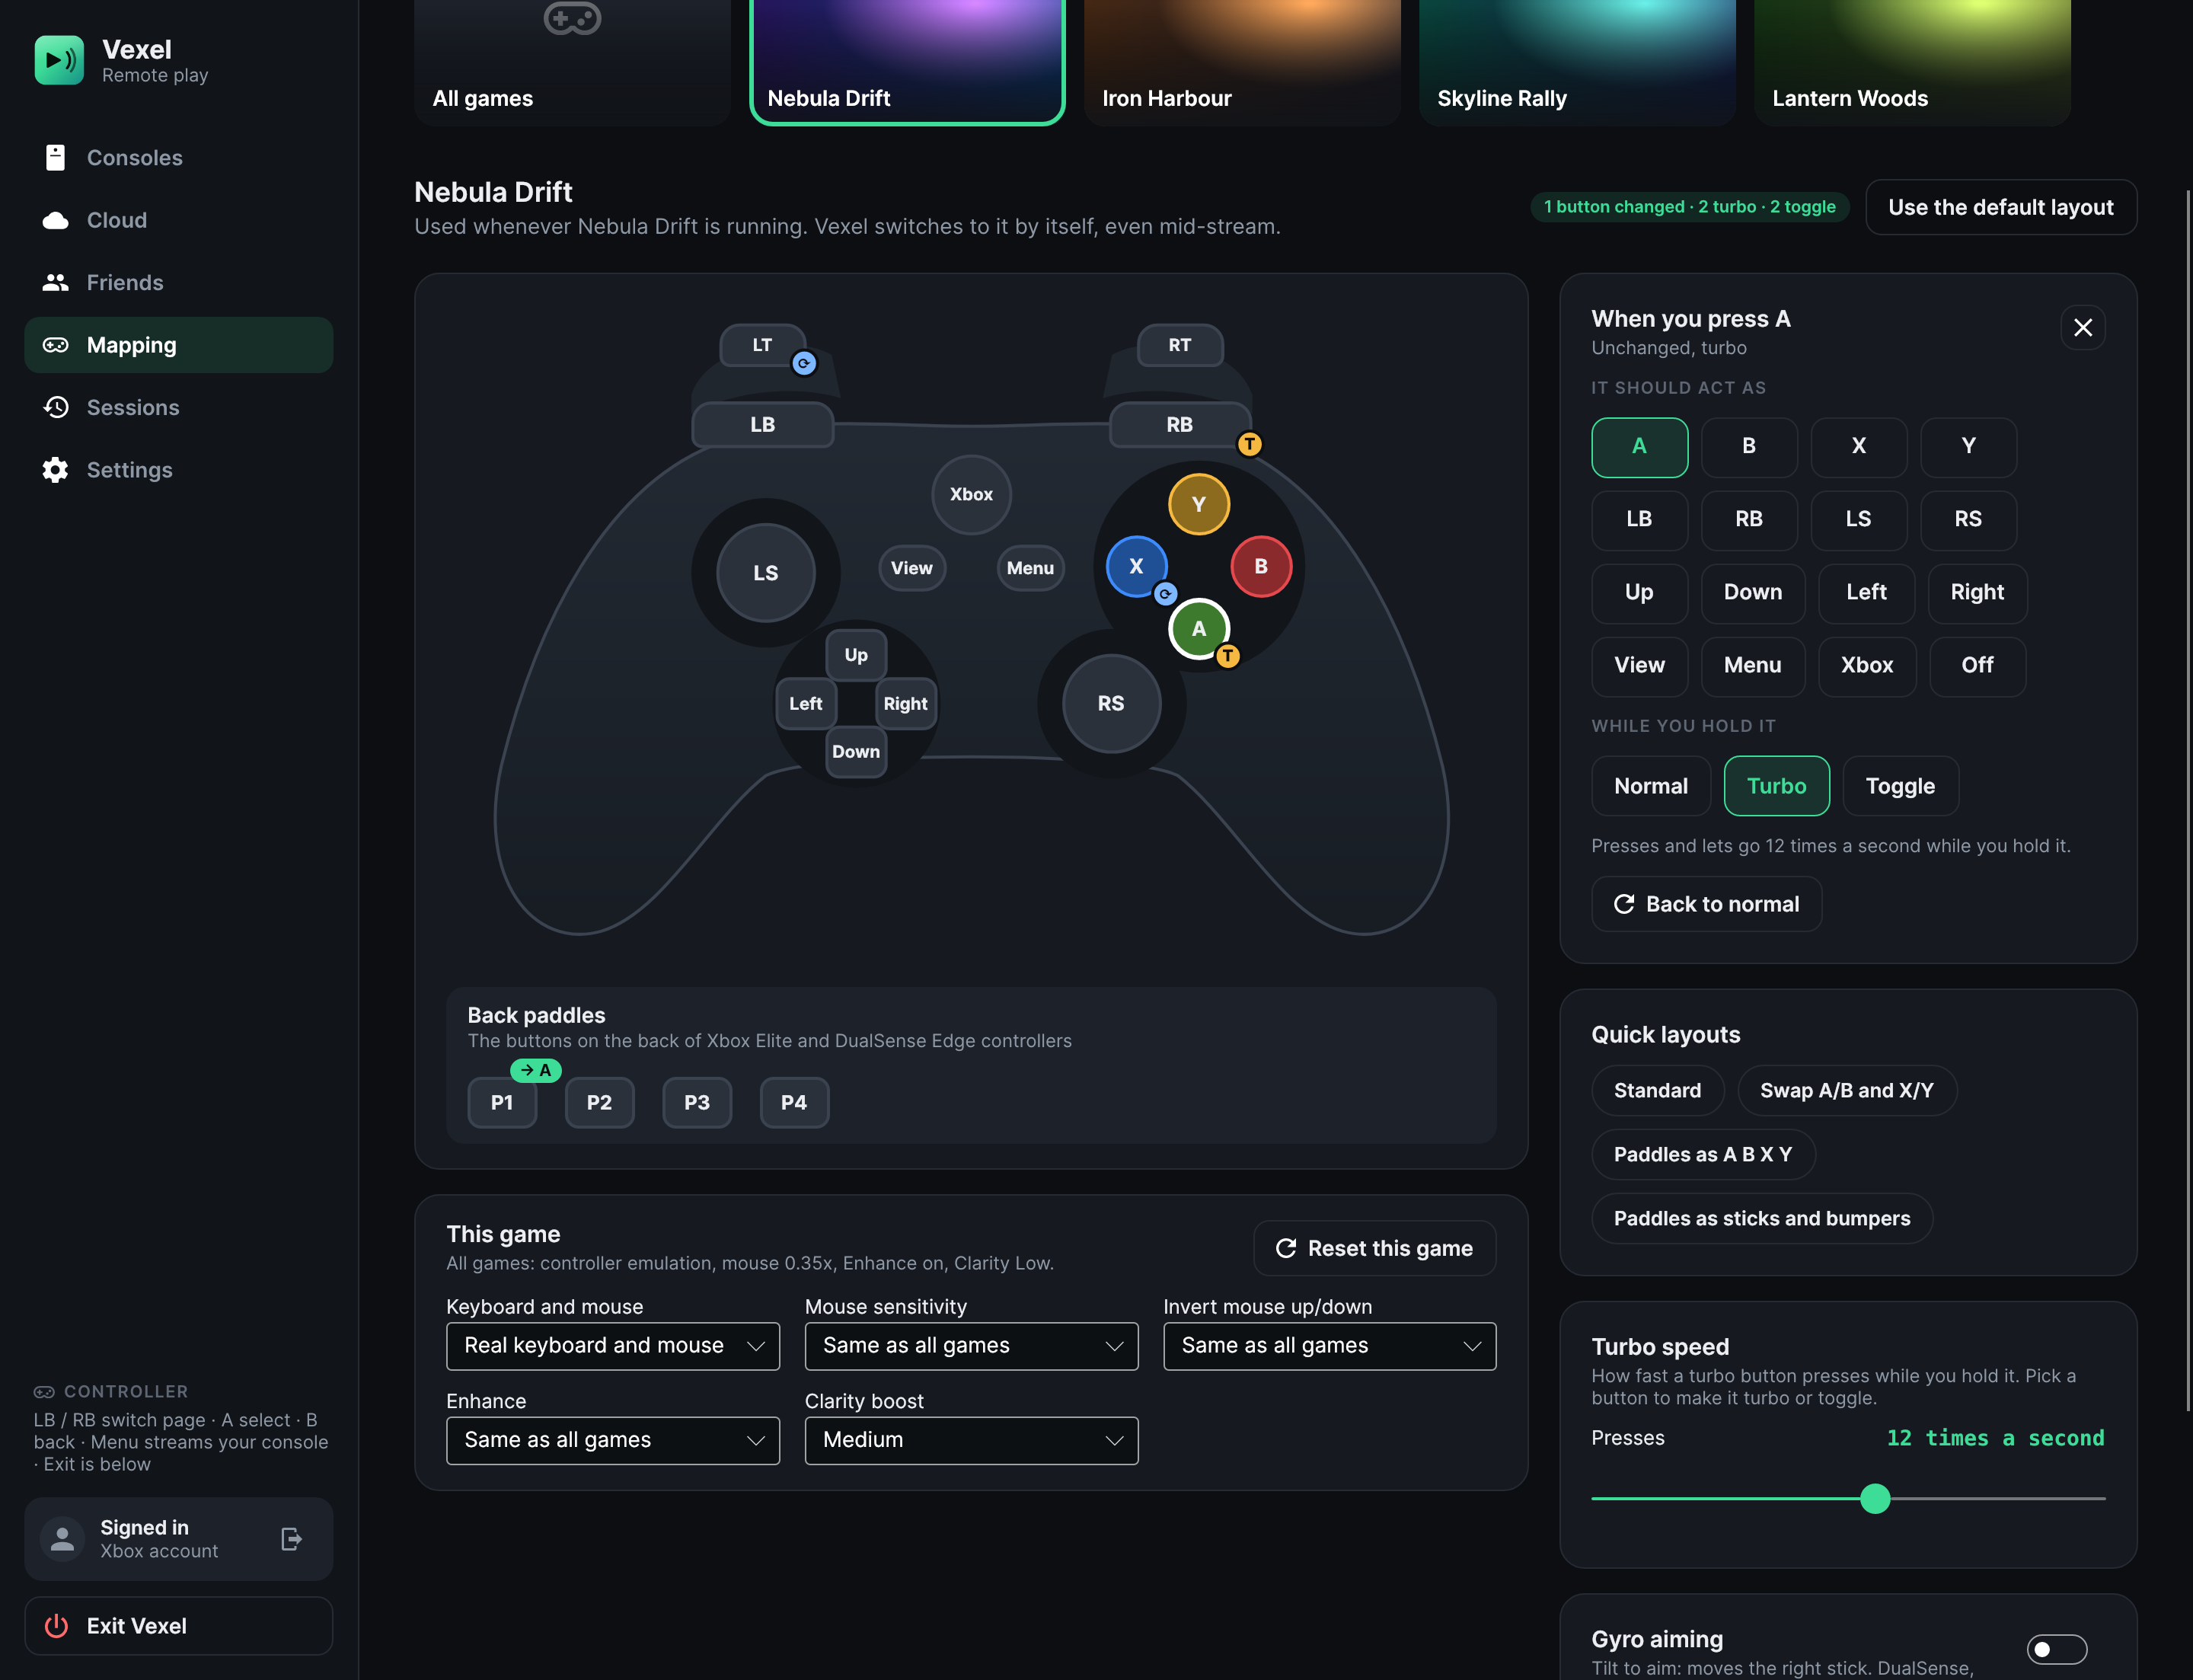 Vexel
Remote play
Consoles
Cloud
Friends
Mapping
Sessions
Settings
CONTROLLER
LB / RB switch page · A select · B
back · Menu streams your console
· Exit is below
Signed in
Xbox account
Exit Vexel
All games
Nebula Drift
Iron Harbour
Skyline Rally
Lantern Woods
Nebula Drift
Used whenever Nebula Drift is running. Vexel switches to it by itself, even mid-stream.
1 button changed · 2 turbo · 2 toggle
Use the default layout
LT
RT
LB
RB
T
Xbox
Y
LS
View
Menu
X
B
A
T
Up
Left
Right
RS
Down
Back paddles
The buttons on the back of Xbox Elite and DualSense Edge controllers
→ A
P1
P2
P3
P4
This game
All games: controller emulation, mouse 0.35x, Enhance on, Clarity Low.
Reset this game
Keyboard and mouse
Mouse sensitivity
Invert mouse up/down
Real keyboard and mouse
Same as all games
Same as all games
Enhance
Clarity boost
Same as all games
Medium
When you press A
Unchanged, turbo
IT SHOULD ACT AS
A
B
X
Y
LB
RB
LS
RS
Up
Down
Left
Right
View
Menu
Xbox
Off
WHILE YOU HOLD IT
Normal
Turbo
Toggle
Presses and lets go 12 times a second while you hold it.
Back to normal
Quick layouts
Standard
Swap A/B and X/Y
Paddles as A B X Y
Paddles as sticks and bumpers
Turbo speed
How fast a turbo button presses while you hold it. Pick a
button to make it turbo or toggle.
Presses
12 times a second
Gyro aiming
Tilt to aim: moves the right stick. DualSense,